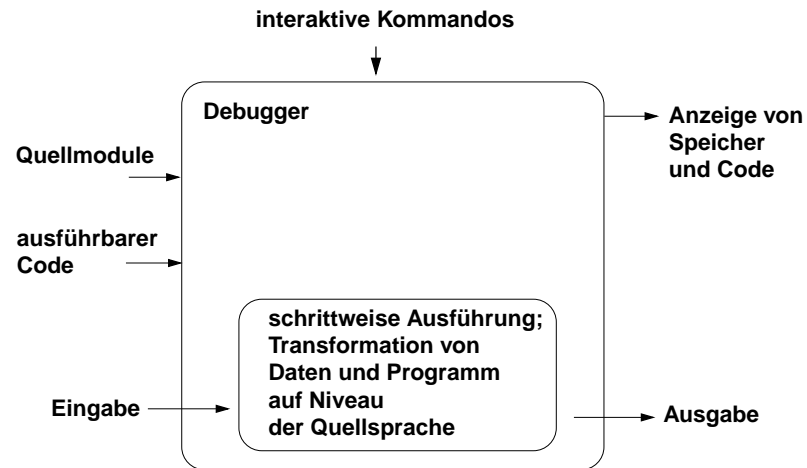 interaktive Kommandos
Debugger
Anzeige von
Speicher
und Code
Quellmodule
ausführbarer
Code
schrittweise Ausführung;
Transformation von
Daten und Programm
auf Niveau
der Quellsprache
Eingabe
Ausgabe